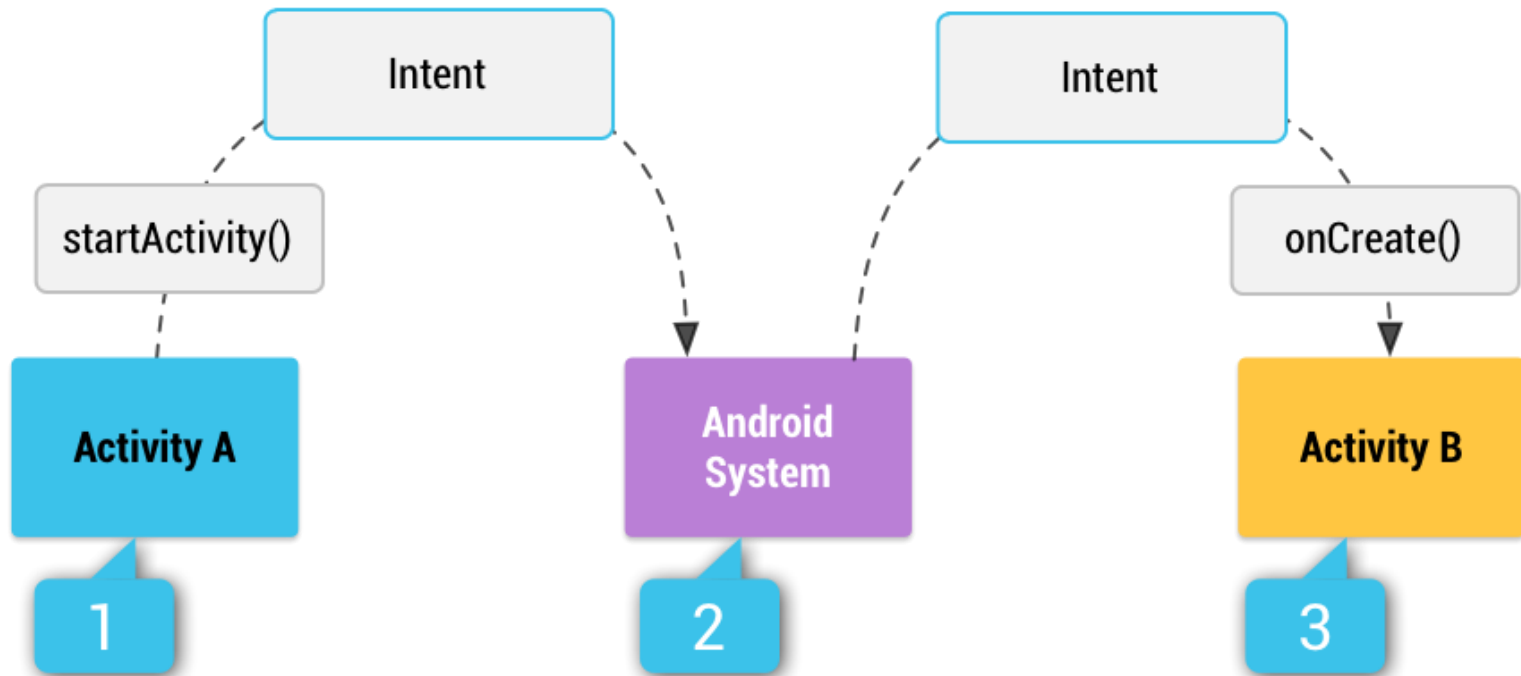 Intent
Intent
startActivity()
onCreate()
Activity A
Android
System
Activity B
1
2
3